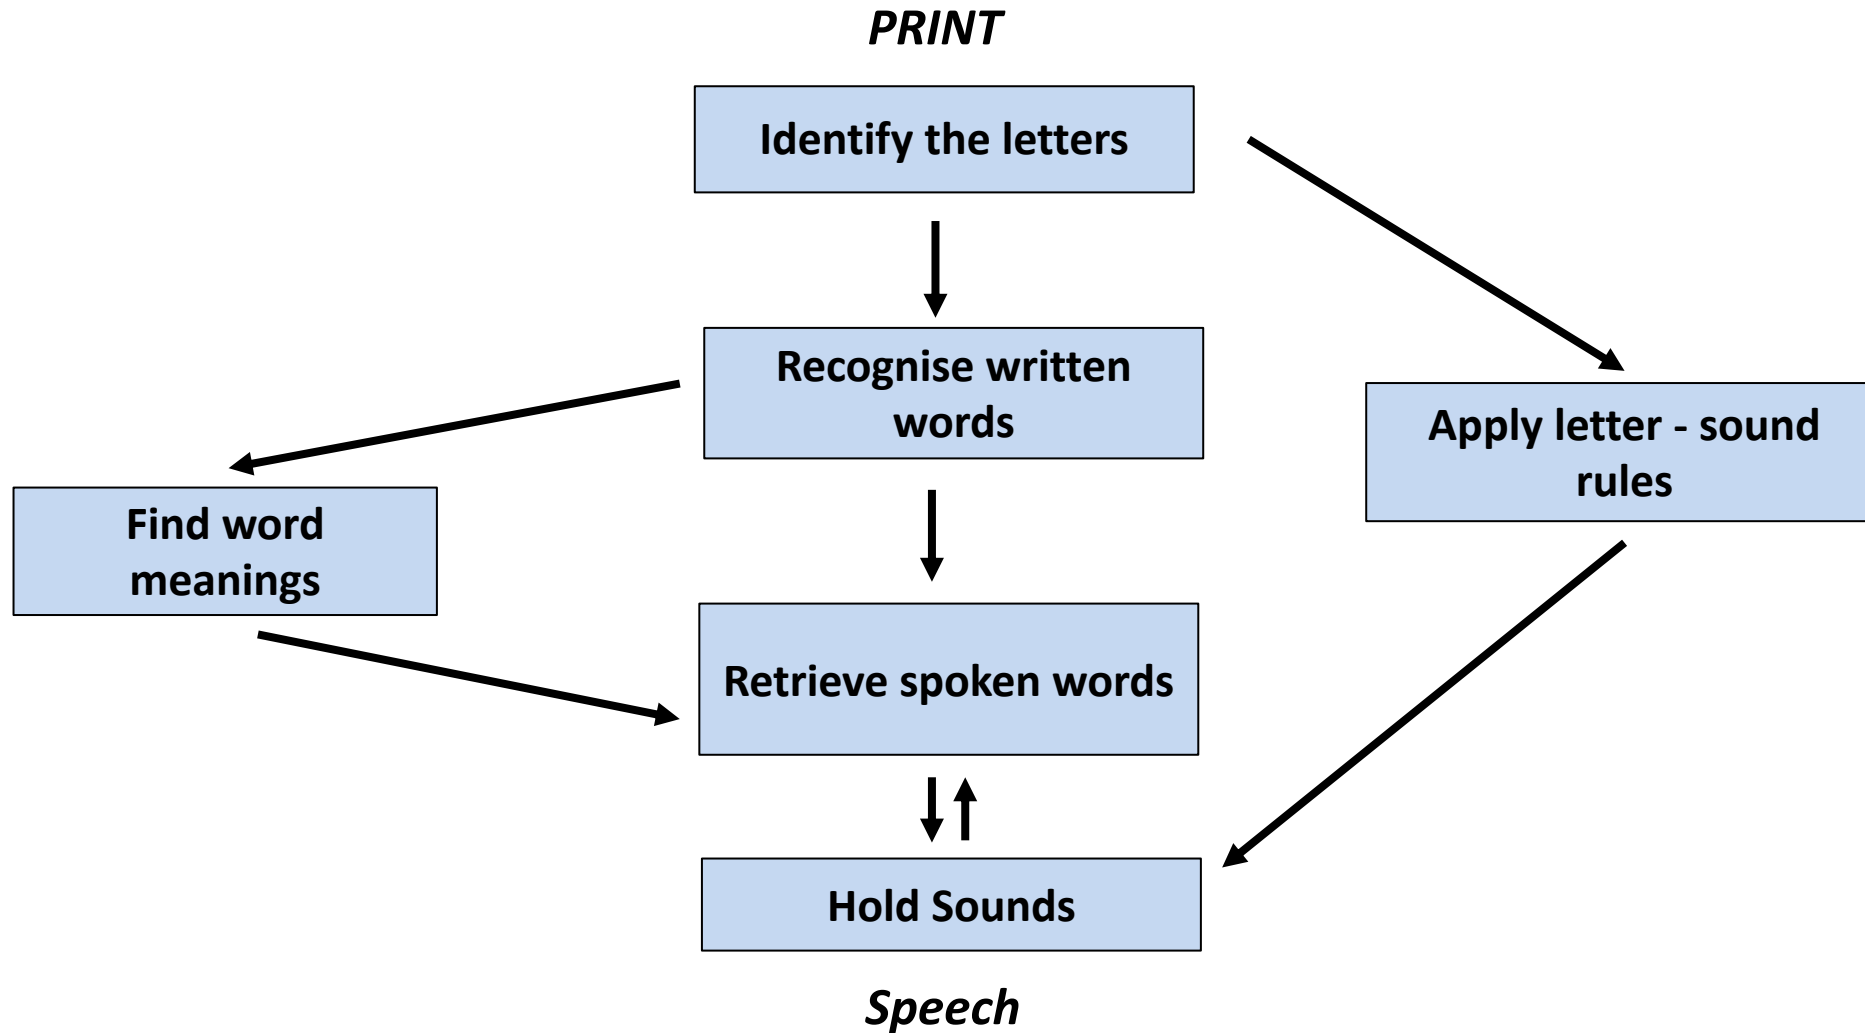 PRINT
Identify the letters
Recognise written
words
Apply letter - sound
rules
Find word
meanings
Retrieve spoken words
Hold Sounds
Speech